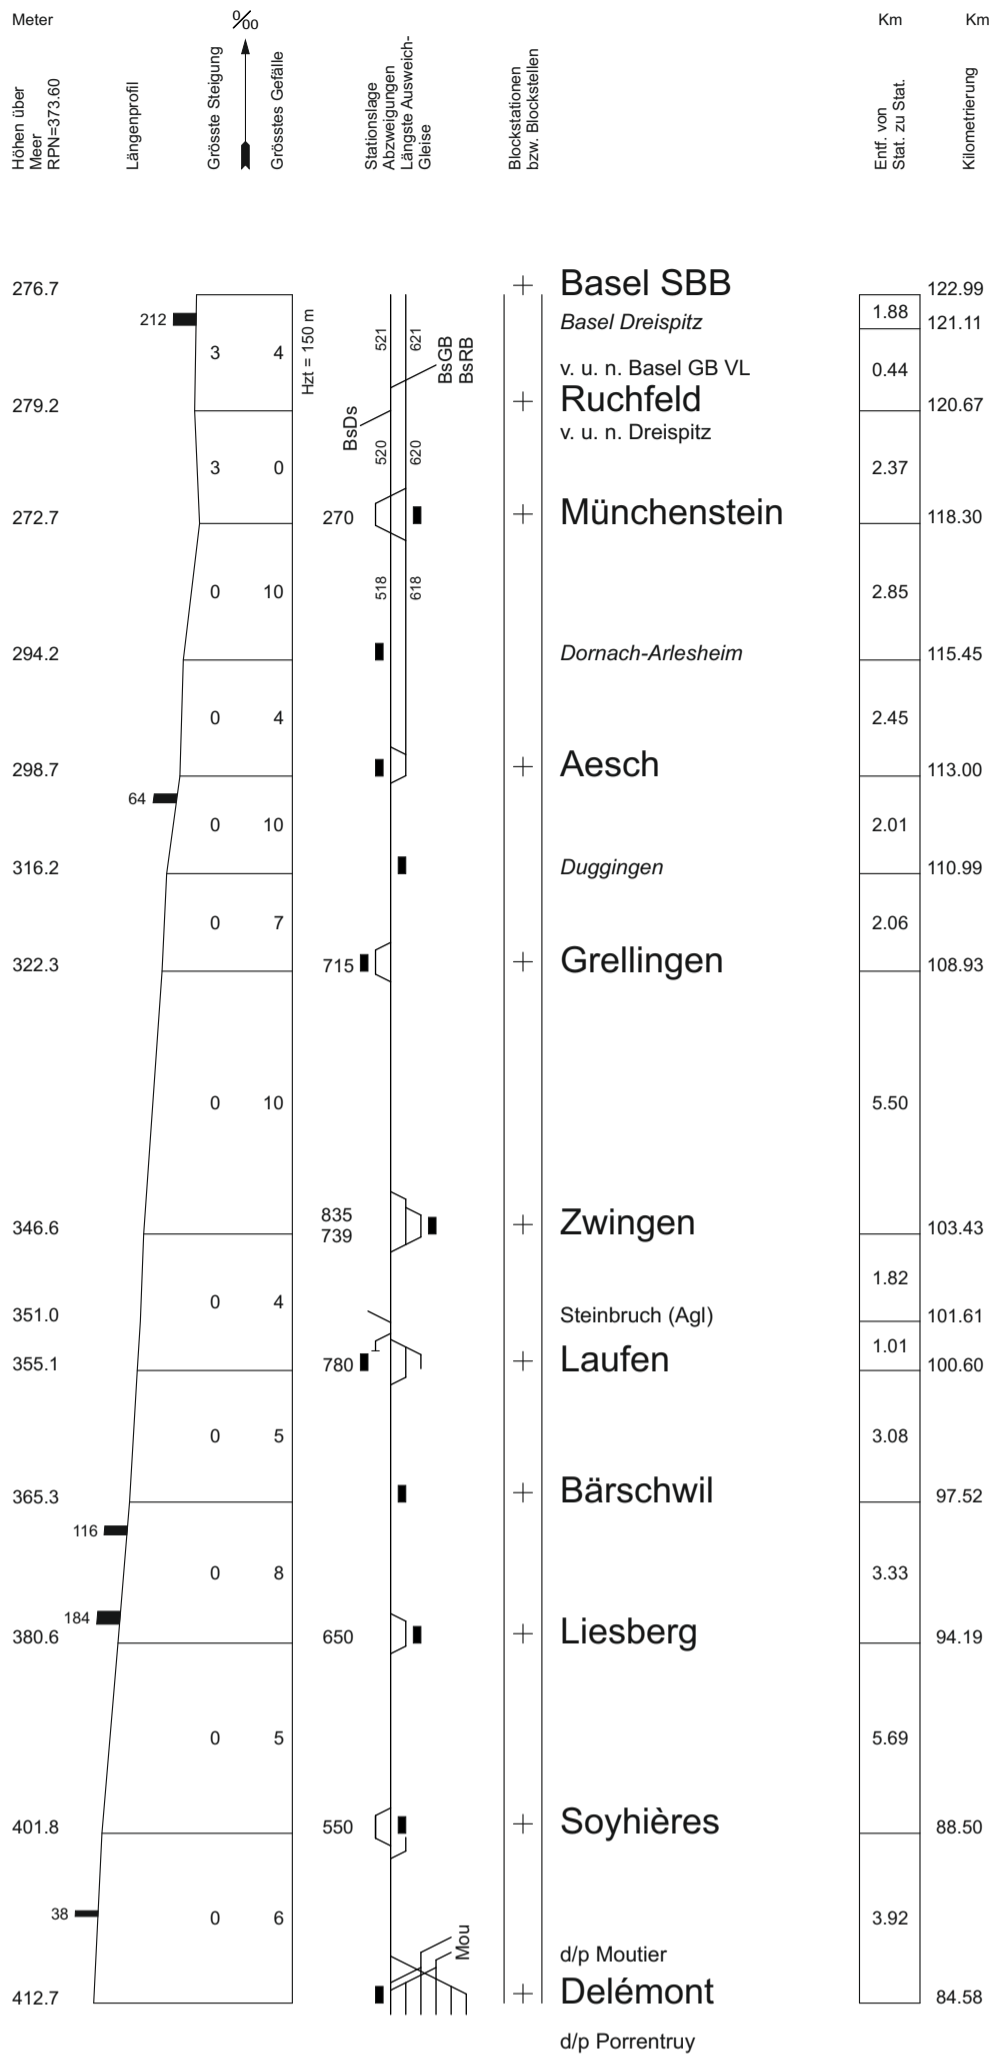 Meter
‰
Km
Km
Höhen über
Meer
RPN=373.60
Längenprofil
Grösste Steigung
Grösstes Gefälle
Stationslage
Abzweigungen
Längste Ausweich-
Gleise
Blockstationen
bzw. Blockstellen
Entf. von
Stat. zu Stat.
Kilometrierung
276.7
Basel SBB
122.99
212
Basel Dreispitz
1.88
121.11
3 4
Hzt = 150 m
521
621
BsGB
BsRB
v. u. n. Basel GB VL
0.44
279.2
Ruchfeld
120.67
BsDs
v. u. n. Dreispitz
3 0
520
620
2.37
272.7
270
Münchenstein
118.30
0 10
518
618
2.85
294.2
Dornach-Arlesheim
115.45
0 4
2.45
298.7
Aesch
113.00
64
0 10
2.01
316.2
Duggingen
110.99
0 7
2.06
322.3
715
Grellingen
108.93
0 10
5.50
835
346.6
739
Zwingen
103.43
0 4
1.82
351.0
Steinbruch (Agl)
101.61
1.01
355.1
780
Laufen
100.60
0 5
3.08
365.3
Bärschwil
97.52
116
0 8
3.33
184
380.6
650
Liesberg
94.19
0 5
5.69
401.8
550
Soyhières
88.50
38
0 6
3.92
Mou
d/p Moutier
412.7
Delémont
84.58
d/p Porrentruy